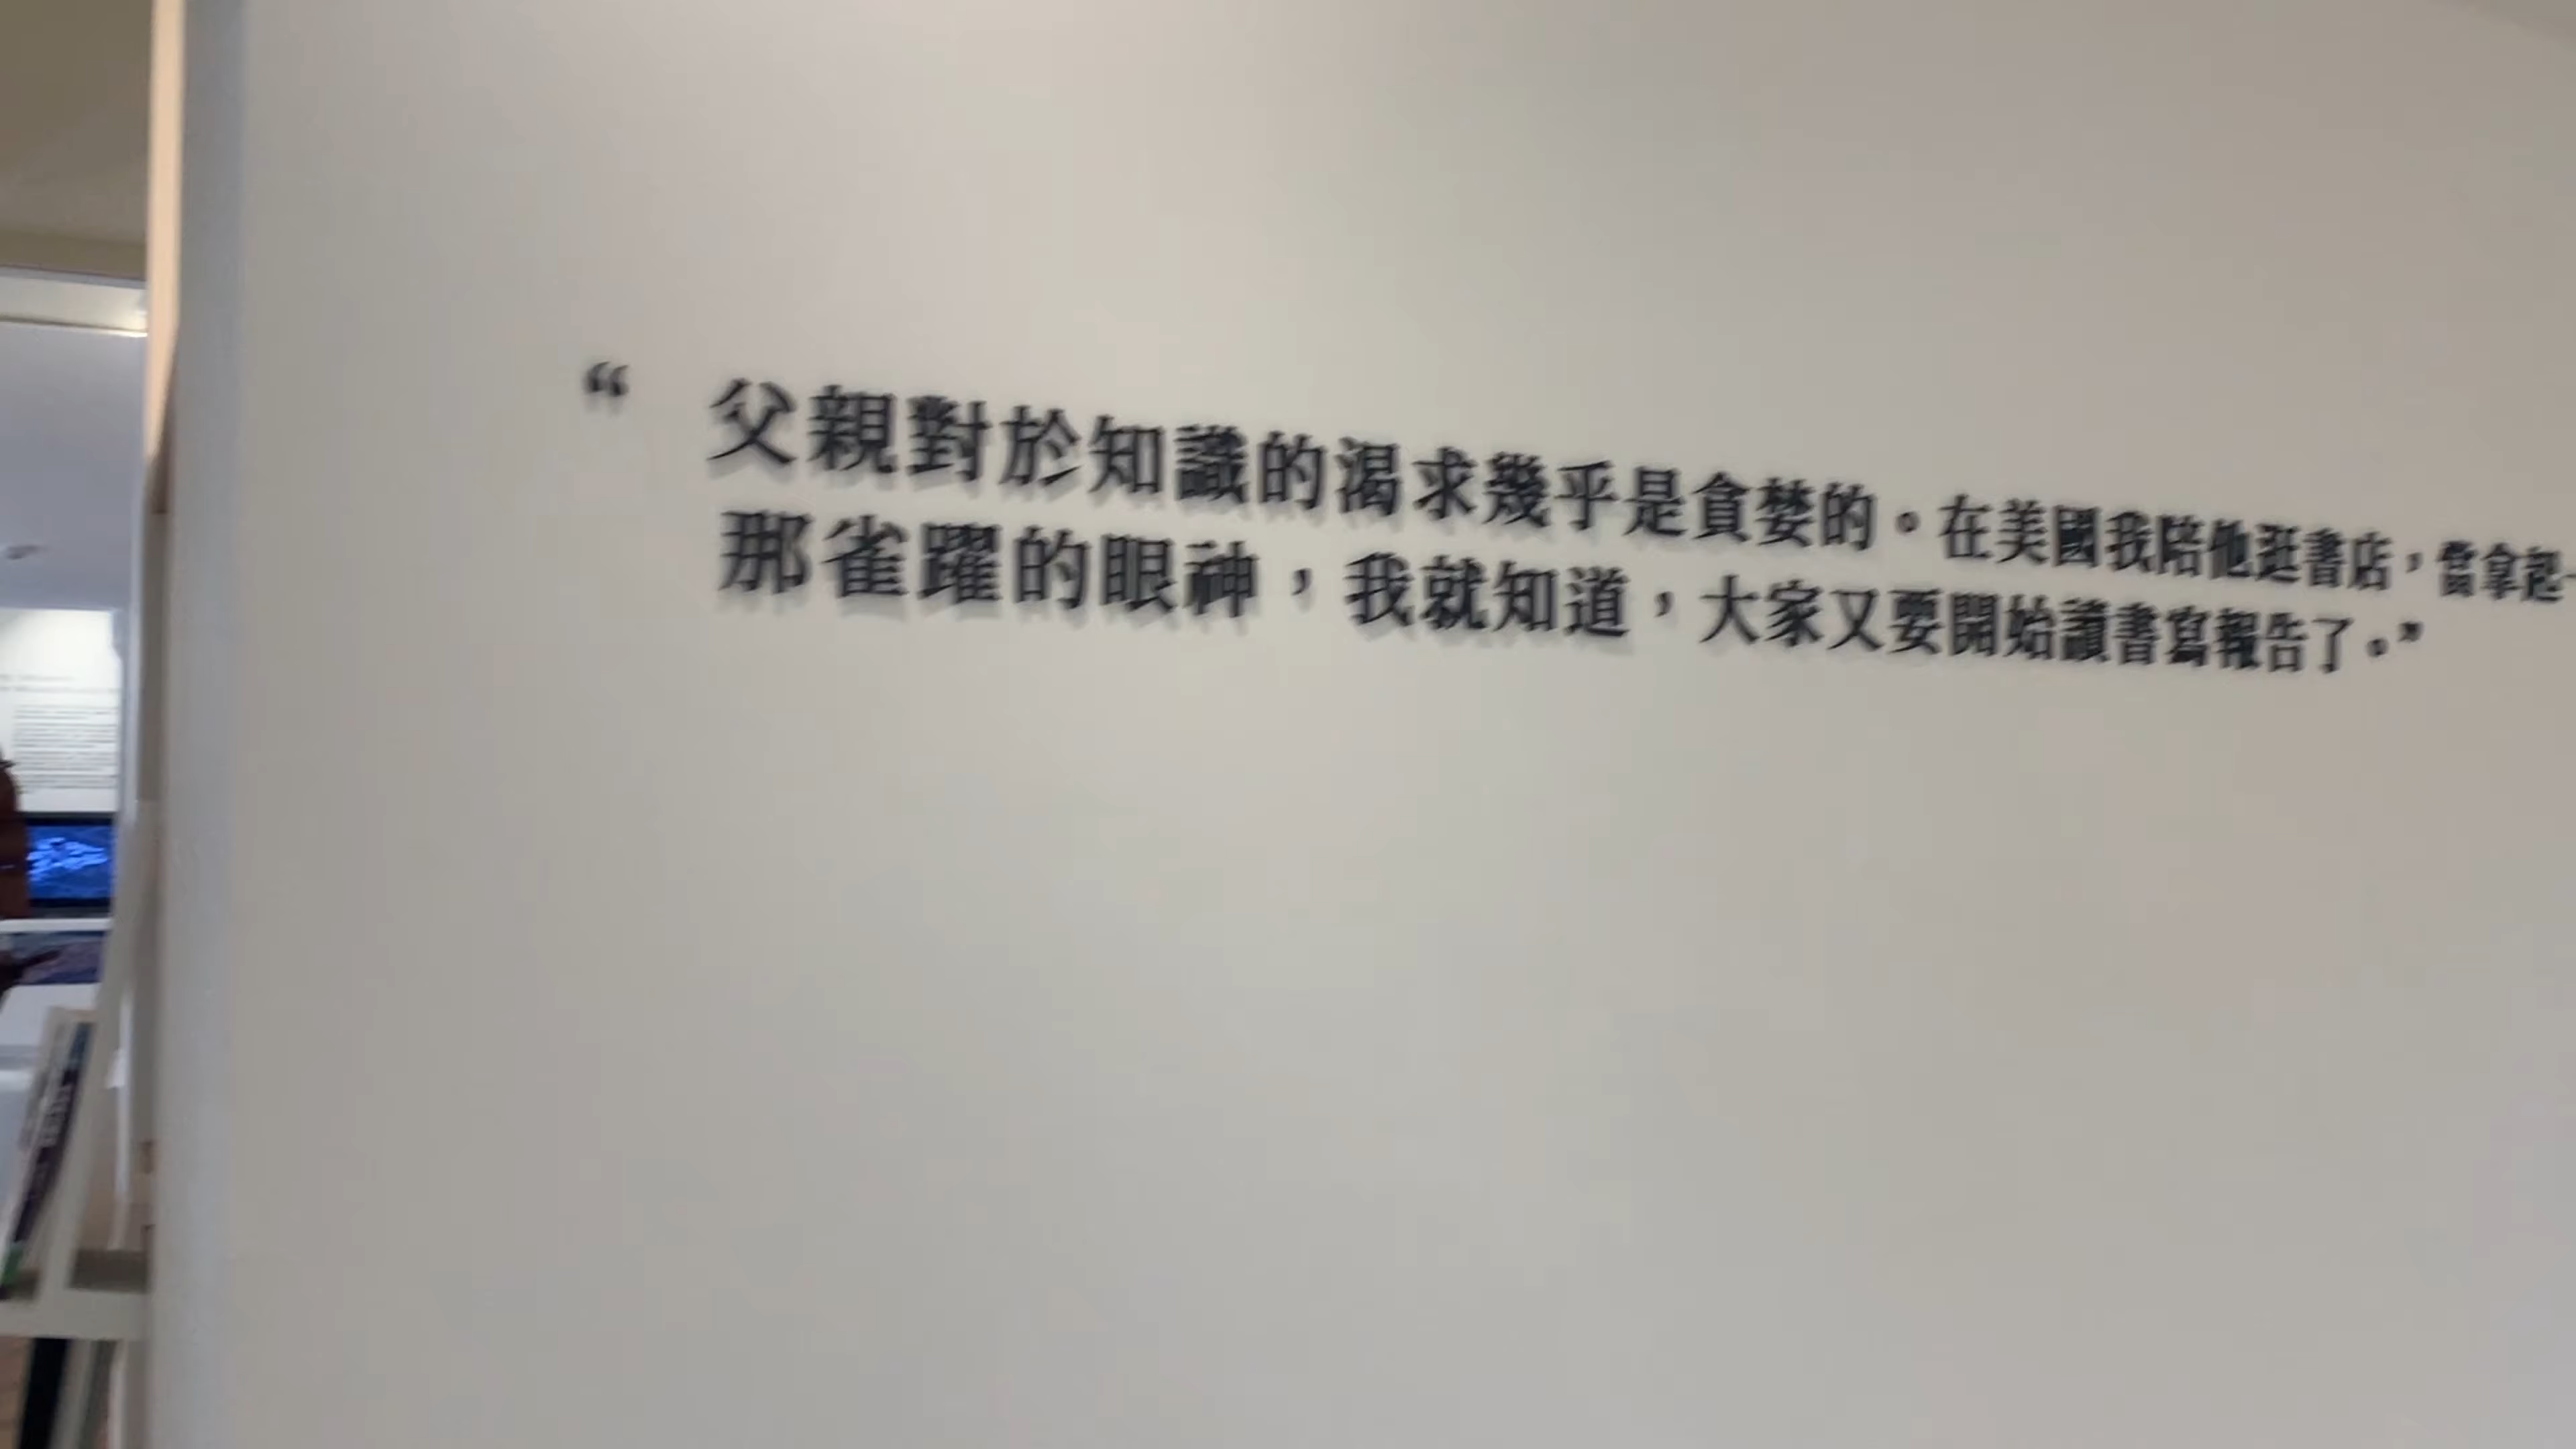 “ 父親對於知識的渴求幾乎是貪婪的。在美國我陪他逛書店，當拿起一
那雀躍的眼神，我就知道，大家又要開始讀書寫報告了。”